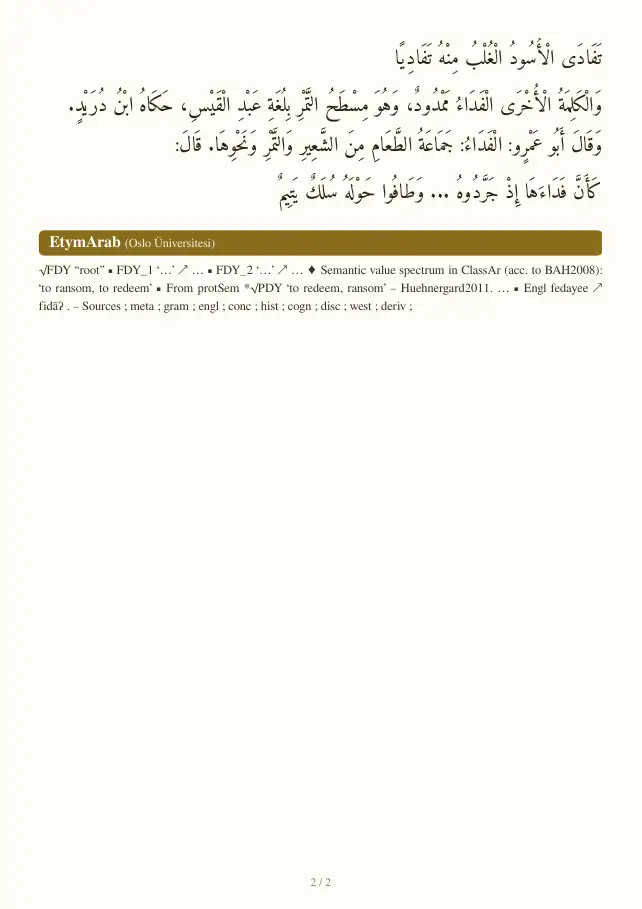 تَفَادَى الْأُسُودُ الْغُلْبُ مِنْهُ تَفَادِيًا
وَالْكَلِمَةُ الْأُخْرَى الْفَدَاءُ مَمْدُودٌ، وَهُوَ مِسْطَحُ التَّمْرِ بِلُغَةِ عَبْدِ الْقَيْسِ، حَكَاهُ ابْنُ دُرَيْدٍ.
وَقَالَ أَبُو عَمْرٍو: الْفَدَاءُ: جَمَاعَةُ الطَّعَامِ مِنَ الشَّعِيرِ وَالتَّمْرِ وَنَحْوِهَا. قَالَ:
كَأَنَّ فَدَاءَهَا إِذْ جَرَّدُوهُ ... وَطَافُوا حَوْلَهُ سُلَكٌ يَتِيمٌ
EtymArab (Oslo Üniversitesi)
√FDY “root” ▪ FDY_1 ‘…’ ↗ … ▪ FDY_2 ‘…’ ↗ … ♦ Semantic value spectrum in ClassAr (acc. to BAH2008):
‘to ransom, to redeem’ ▪ From protSem *√PDY ‘to redeem, ransom’ – Huehnergard2011. … ▪ Engl fedayee ↗
fidāʔ . – Sources ; meta ; gram ; engl ; conc ; hist ; cogn ; disc ; west ; deriv ;
2 / 2